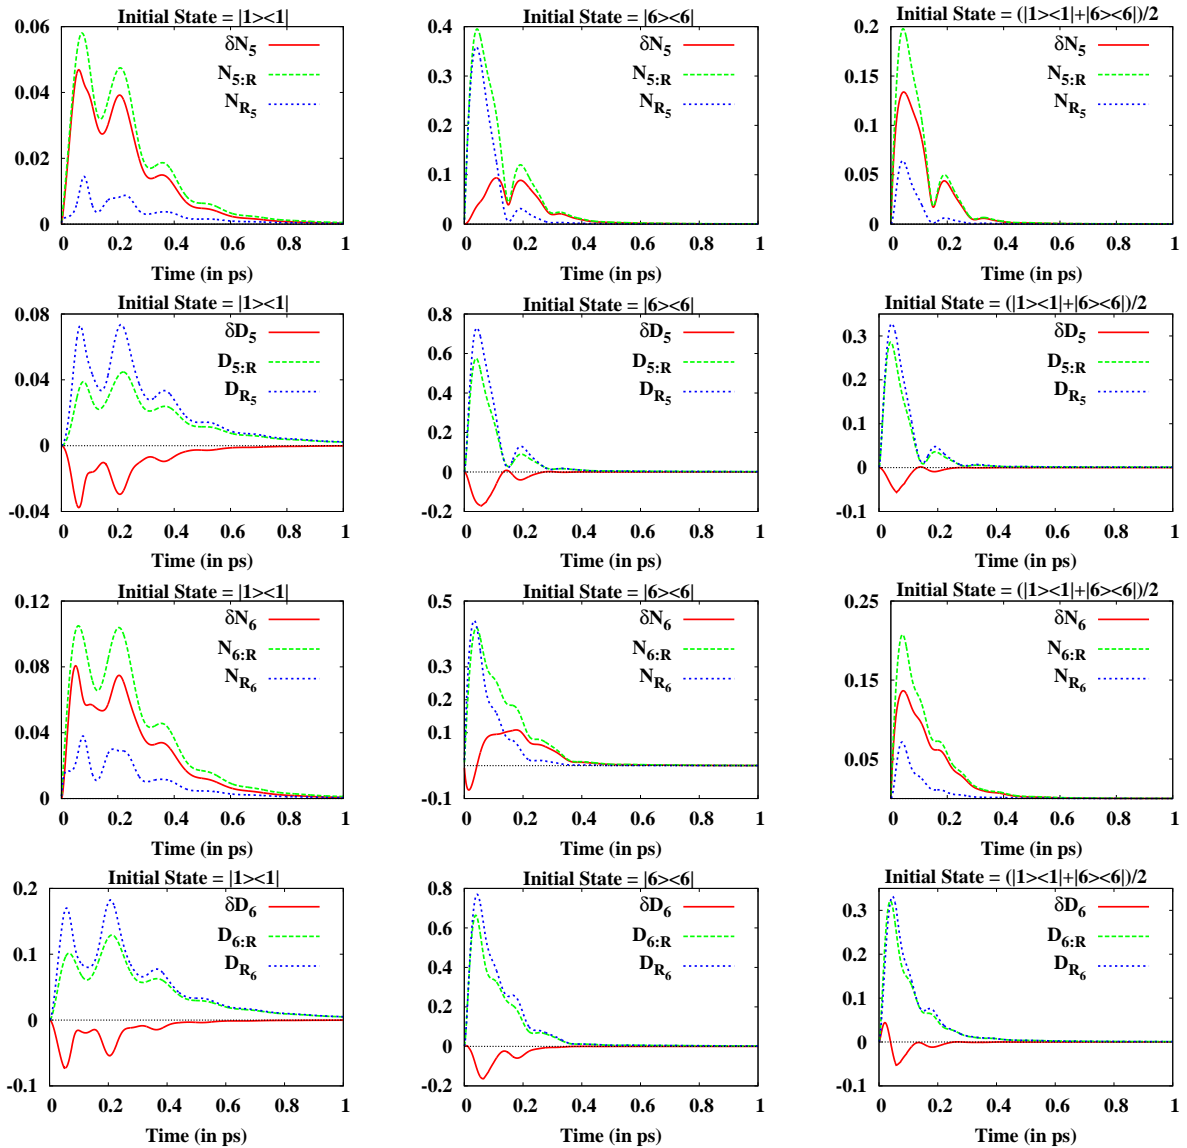 Initial State = |1><1|
0.06
0.04
0.02
0
δN5
N5:R
NR5
0 0.2 0.4 0.6 0.8 1
Time (in ps)
Initial State = |6><6|
0.4
0.3
0.2
0.1
0
δN5
N5:R
NR5
0 0.2 0.4 0.6 0.8 1
Time (in ps)
Initial State = (|1><1|+|6><6|)/2
0.2
0.15
0.1
0.05
0
δN5
N5:R
NR5
0 0.2 0.4 0.6 0.8 1
Time (in ps)
Initial State = |1><1|
0.08
0.04
0
-0.04
δD5
D5:R
DR5
0 0.2 0.4 0.6 0.8 1
Time (in ps)
Initial State = |6><6|
0.8
0.6
0.4
0.2
0
-0.2
δD5
D5:R
DR5
0 0.2 0.4 0.6 0.8 1
Time (in ps)
Initial State = (|1><1|+|6><6|)/2
0.3
0.2
0.1
0
-0.1
δD5
D5:R
DR5
0 0.2 0.4 0.6 0.8 1
Time (in ps)
Initial State = |1><1|
0.12
0.08
0.04
0
δN6
N6:R
NR6
0 0.2 0.4 0.6 0.8 1
Time (in ps)
Initial State = |6><6|
0.5
0.3
0.1
-0.1
δN6
N6:R
NR6
0 0.2 0.4 0.6 0.8 1
Time (in ps)
Initial State = (|1><1|+|6><6|)/2
0.25
0.15
0.05
δN6
N6:R
NR6
0 0.2 0.4 0.6 0.8 1
Time (in ps)
Initial State = |1><1|
0.2
0.1
0
-0.1
δD6
D6:R
DR6
0 0.2 0.4 0.6 0.8 1
Time (in ps)
Initial State = |6><6|
0.8
0.6
0.4
0.2
0
-0.2
δD6
D6:R
DR6
0 0.2 0.4 0.6 0.8 1
Time (in ps)
Initial State = (|1><1|+|6><6|)/2
0.3
0.2
0.1
0
-0.1
δD6
D6:R
DR6
0 0.2 0.4 0.6 0.8 1
Time (in ps)